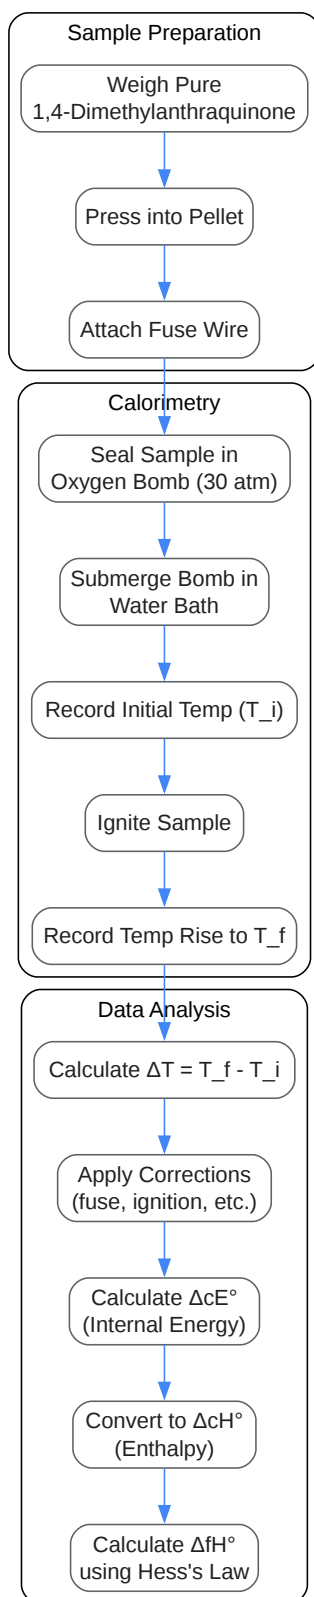 Sample Preparation
Weigh Pure
1,4-Dimethylanthraquinone
Press into Pellet
Attach Fuse Wire
Calorimetry
Seal Sample in
Oxygen Bomb (30 atm)
Submerge Bomb in
Water Bath
Record Initial Temp (T_i)
Ignite Sample
Record Temp Rise to T_f
Data Analysis
Calculate ΔT = T_f - T_i
Apply Corrections
(fuse, ignition, etc.)
Calculate ΔcE°
(Internal Energy)
Convert to ΔcH°
(Enthalpy)
Calculate ΔfH°
using Hess's Law